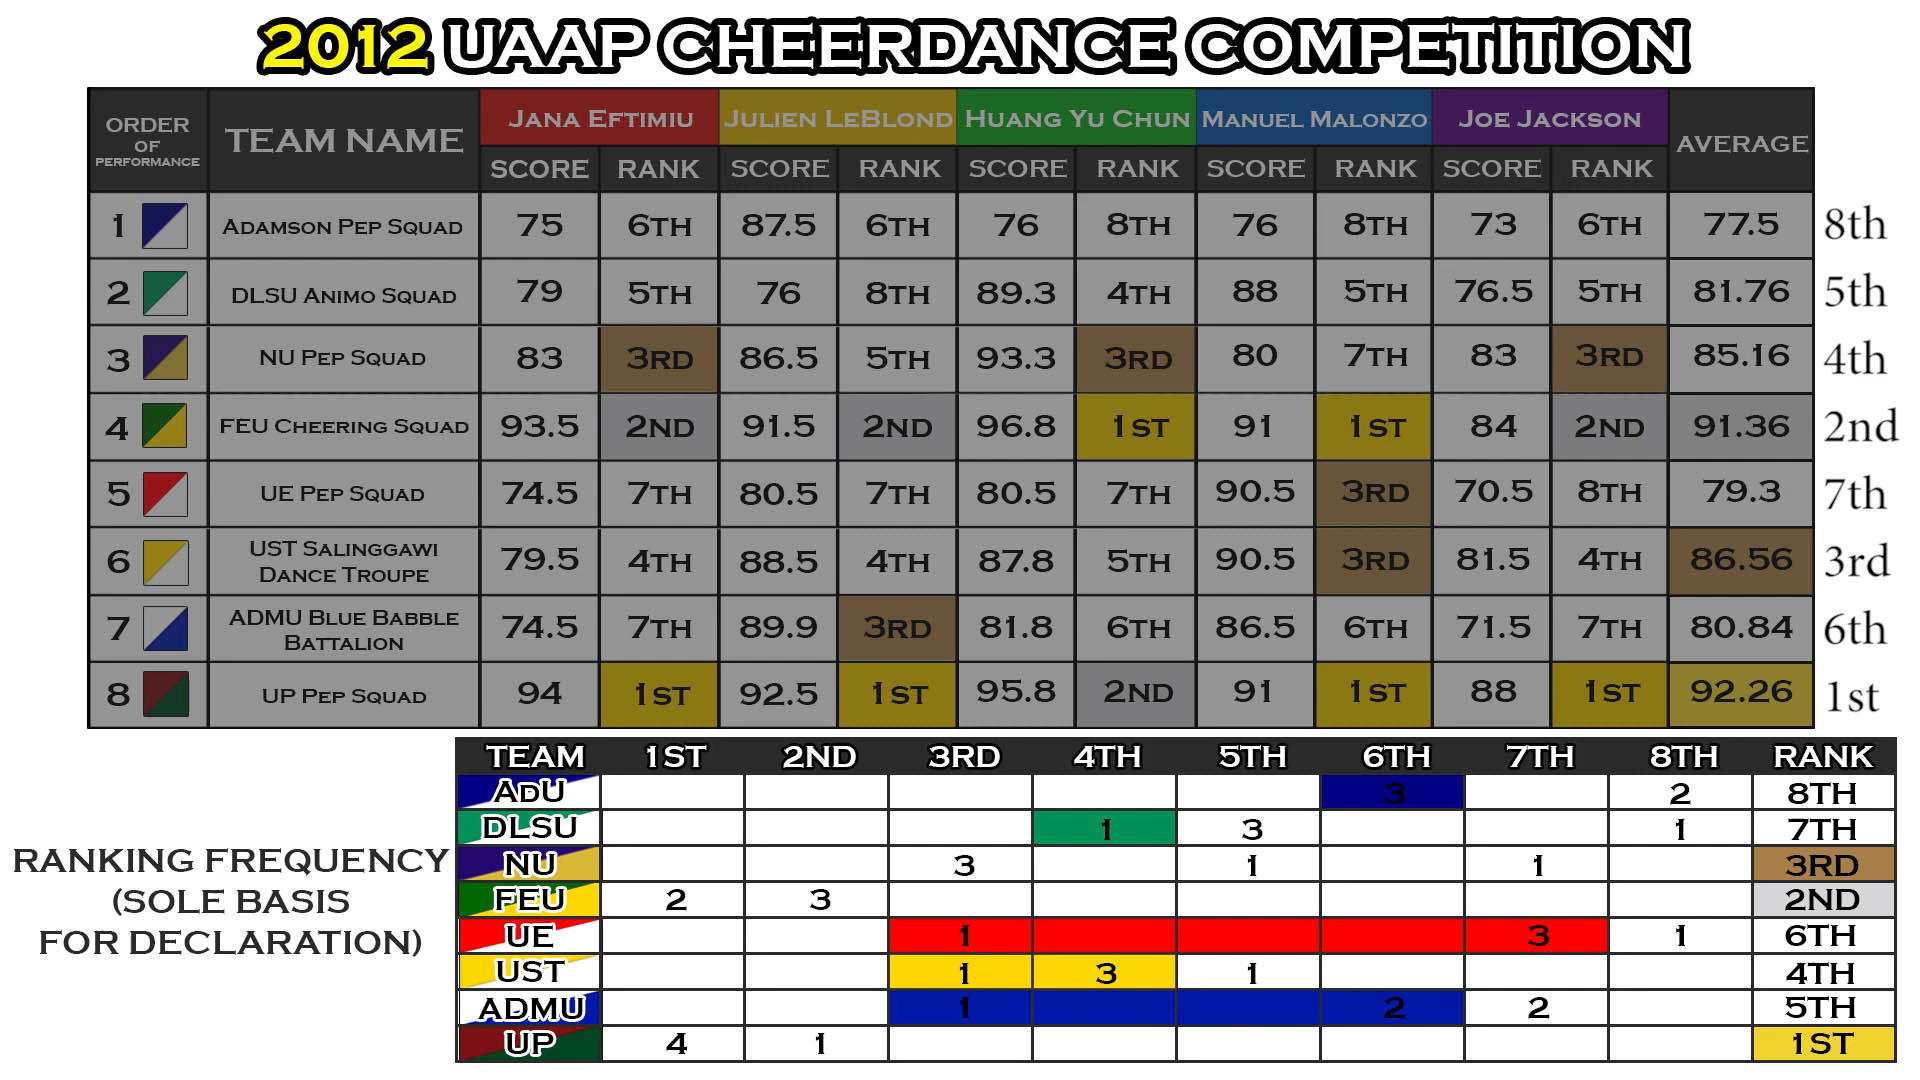 2012 UAAP CHEERDANCE COMPETITION
ORDER OF PERFORMANCE TEAM NAME JANA EFTIMIU JULIEN LEBLOND HUANG YU CHUN MANUEL MALONZO JOE JACKSON AVERAGE
SCORE RANK SCORE RANK SCORE RANK SCORE RANK SCORE RANK
1 ADAMSON PEP SQUAD 75 6TH 87.5 6TH 76 8TH 76 8TH 73 6TH 77.5 8th
2 DLSU ANIMO SQUAD 79 5TH 76 8TH 89.3 4TH 88 5TH 76.5 5TH 81.76 5th
3 NU PEP SQUAD 83 3RD 86.5 5TH 93.3 3RD 80 7TH 83 3RD 85.16 4th
4 FEU CHEERING SQUAD 93.5 2ND 91.5 2ND 96.8 1ST 91 1ST 84 2ND 91.36 2nd
5 UE PEP SQUAD 74.5 7TH 80.5 7TH 80.5 7TH 90.5 3RD 70.5 8TH 79.3 7th
6 UST SALINGGAWI DANCE TROUPE 79.5 4TH 88.5 4TH 87.8 5TH 90.5 3RD 81.5 4TH 86.56 3rd
7 ADMU BLUE BABBLE BATTALION 74.5 7TH 89.9 3RD 81.8 6TH 86.5 6TH 71.5 7TH 80.84 6th
8 UP PEP SQUAD 94 1ST 92.5 1ST 95.8 2ND 91 1ST 88 1ST 92.26 1st
RANKING FREQUENCY
(SOLE BASIS
FOR DECLARATION)
TEAM 1ST 2ND 3RD 4TH 5TH 6TH 7TH 8TH RANK
ADU 3 2 8TH
DLSU 1 3 1 7TH
NU 3 1 1 3RD
FEU 2 3 2ND
UE 1 3 1 6TH
UST 1 3 1 4TH
ADMU 1 2 2 5TH
UP 4 1 1ST